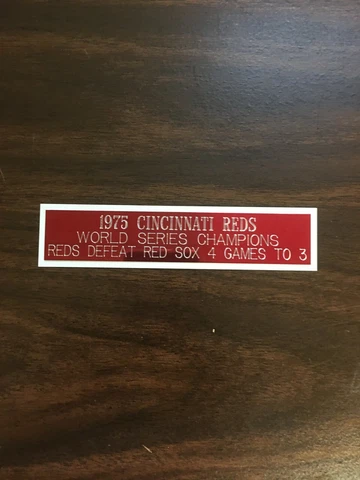 1975 CINCINNATI REDS
WORLD SERIES CHAMPIONS
REDS DEFEAT RED SOX 4 GAMES TO 3